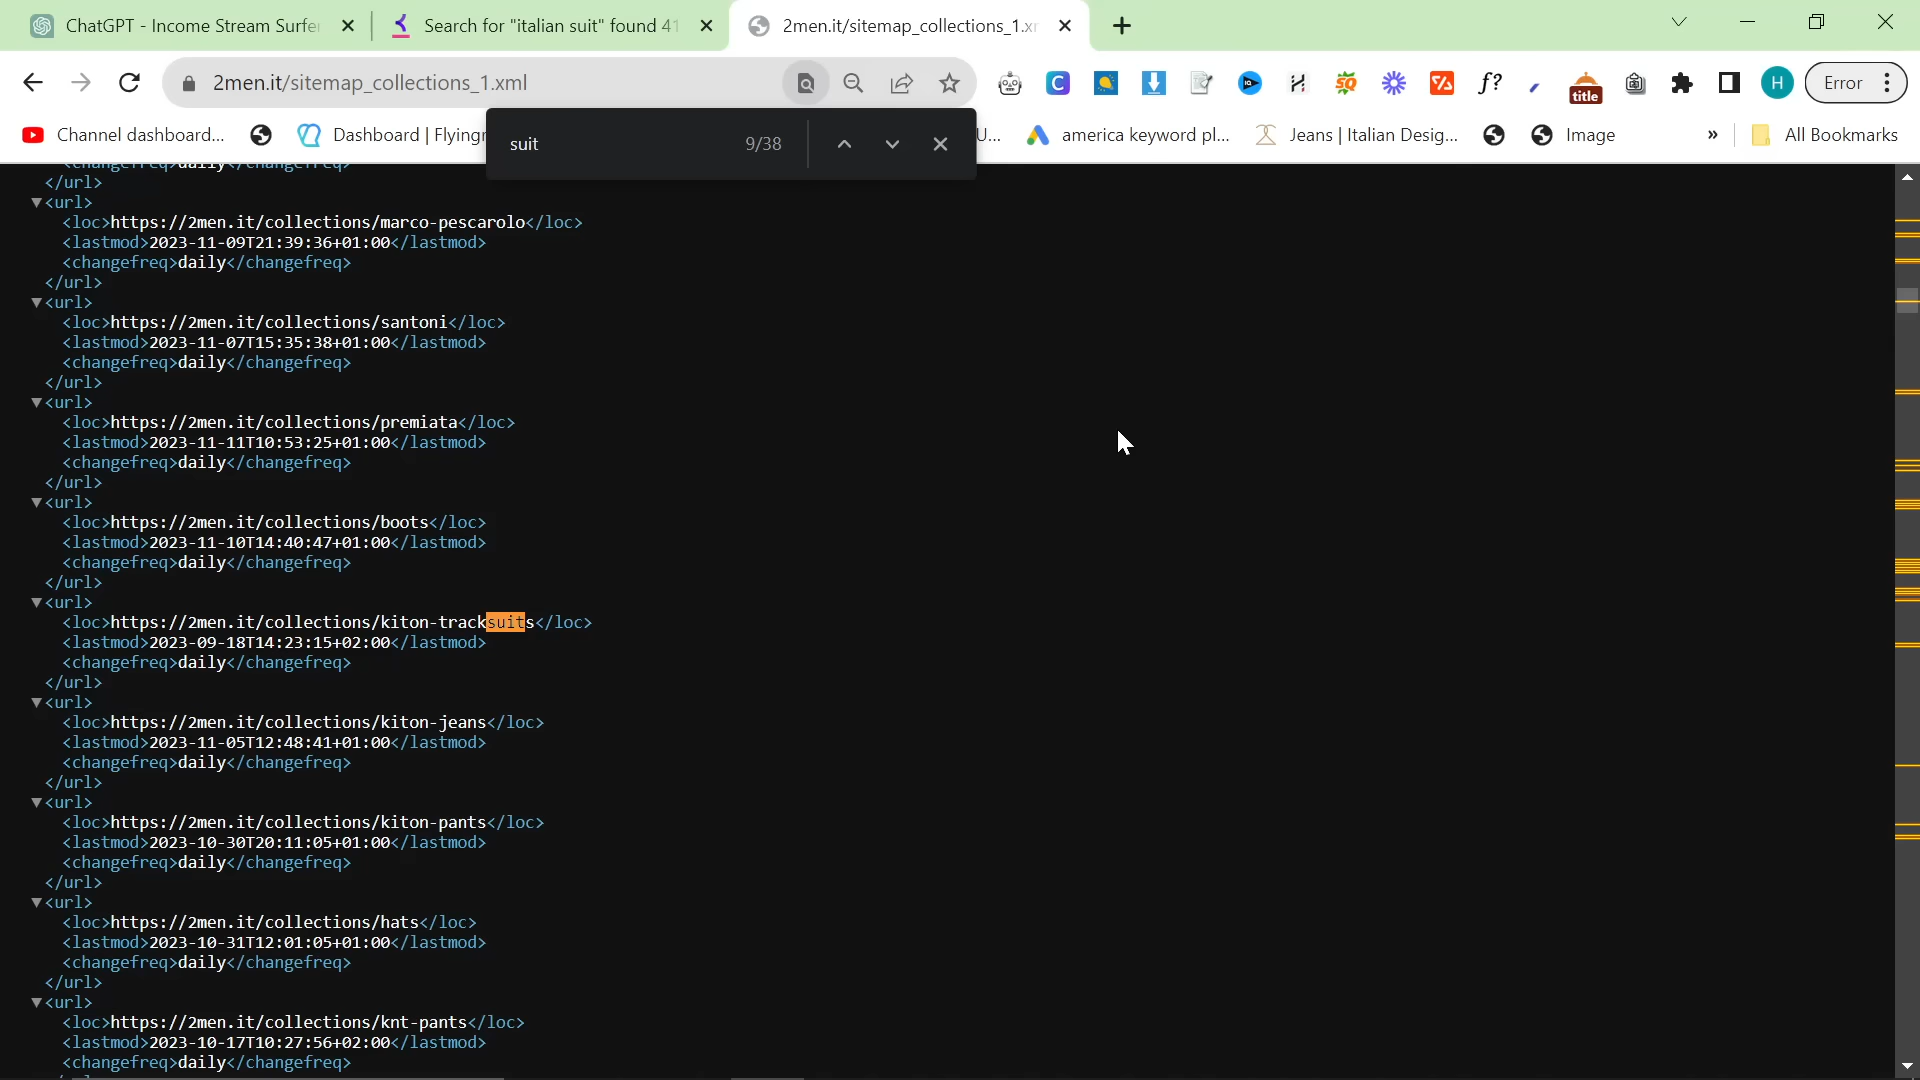 ChatGPT - Income Stream Surfer
Search for "italian suit" found 41
2men.it/sitemap_collections_1.xm
2men.it/sitemap_collections_1.xml
title
H
Error
Channel dashboard...
Dashboard | Flying
U...
america keyword pl...
Jeans | Italian Desig...
Image
»
All Bookmarks
suit
9/38
<changefreq>daily</changefreq>
</url>
▼<url>
<loc>https://2men.it/collections/marco-pescarolo</loc>
<lastmod>2023-11-09T21:39:36+01:00</lastmod>
<changefreq>daily</changefreq>
</url>
▼<url>
<loc>https://2men.it/collections/santoni</loc>
<lastmod>2023-11-07T15:35:38+01:00</lastmod>
<changefreq>daily</changefreq>
</url>
▼<url>
<loc>https://2men.it/collections/premiata</loc>
<lastmod>2023-11-11T10:53:25+01:00</lastmod>
<changefreq>daily</changefreq>
</url>
▼<url>
<loc>https://2men.it/collections/boots</loc>
<lastmod>2023-11-10T14:40:47+01:00</lastmod>
<changefreq>daily</changefreq>
</url>
▼<url>
<loc>https://2men.it/collections/kiton-tracksuits</loc>
<lastmod>2023-09-18T14:23:15+02:00</lastmod>
<changefreq>daily</changefreq>
</url>
▼<url>
<loc>https://2men.it/collections/kiton-jeans</loc>
<lastmod>2023-11-05T12:48:41+01:00</lastmod>
<changefreq>daily</changefreq>
</url>
▼<url>
<loc>https://2men.it/collections/kiton-pants</loc>
<lastmod>2023-10-30T20:11:05+01:00</lastmod>
<changefreq>daily</changefreq>
</url>
▼<url>
<loc>https://2men.it/collections/hats</loc>
<lastmod>2023-10-31T12:01:05+01:00</lastmod>
<changefreq>daily</changefreq>
</url>
▼<url>
<loc>https://2men.it/collections/knt-pants</loc>
<lastmod>2023-10-17T10:27:56+02:00</lastmod>
<changefreq>daily</changefreq>